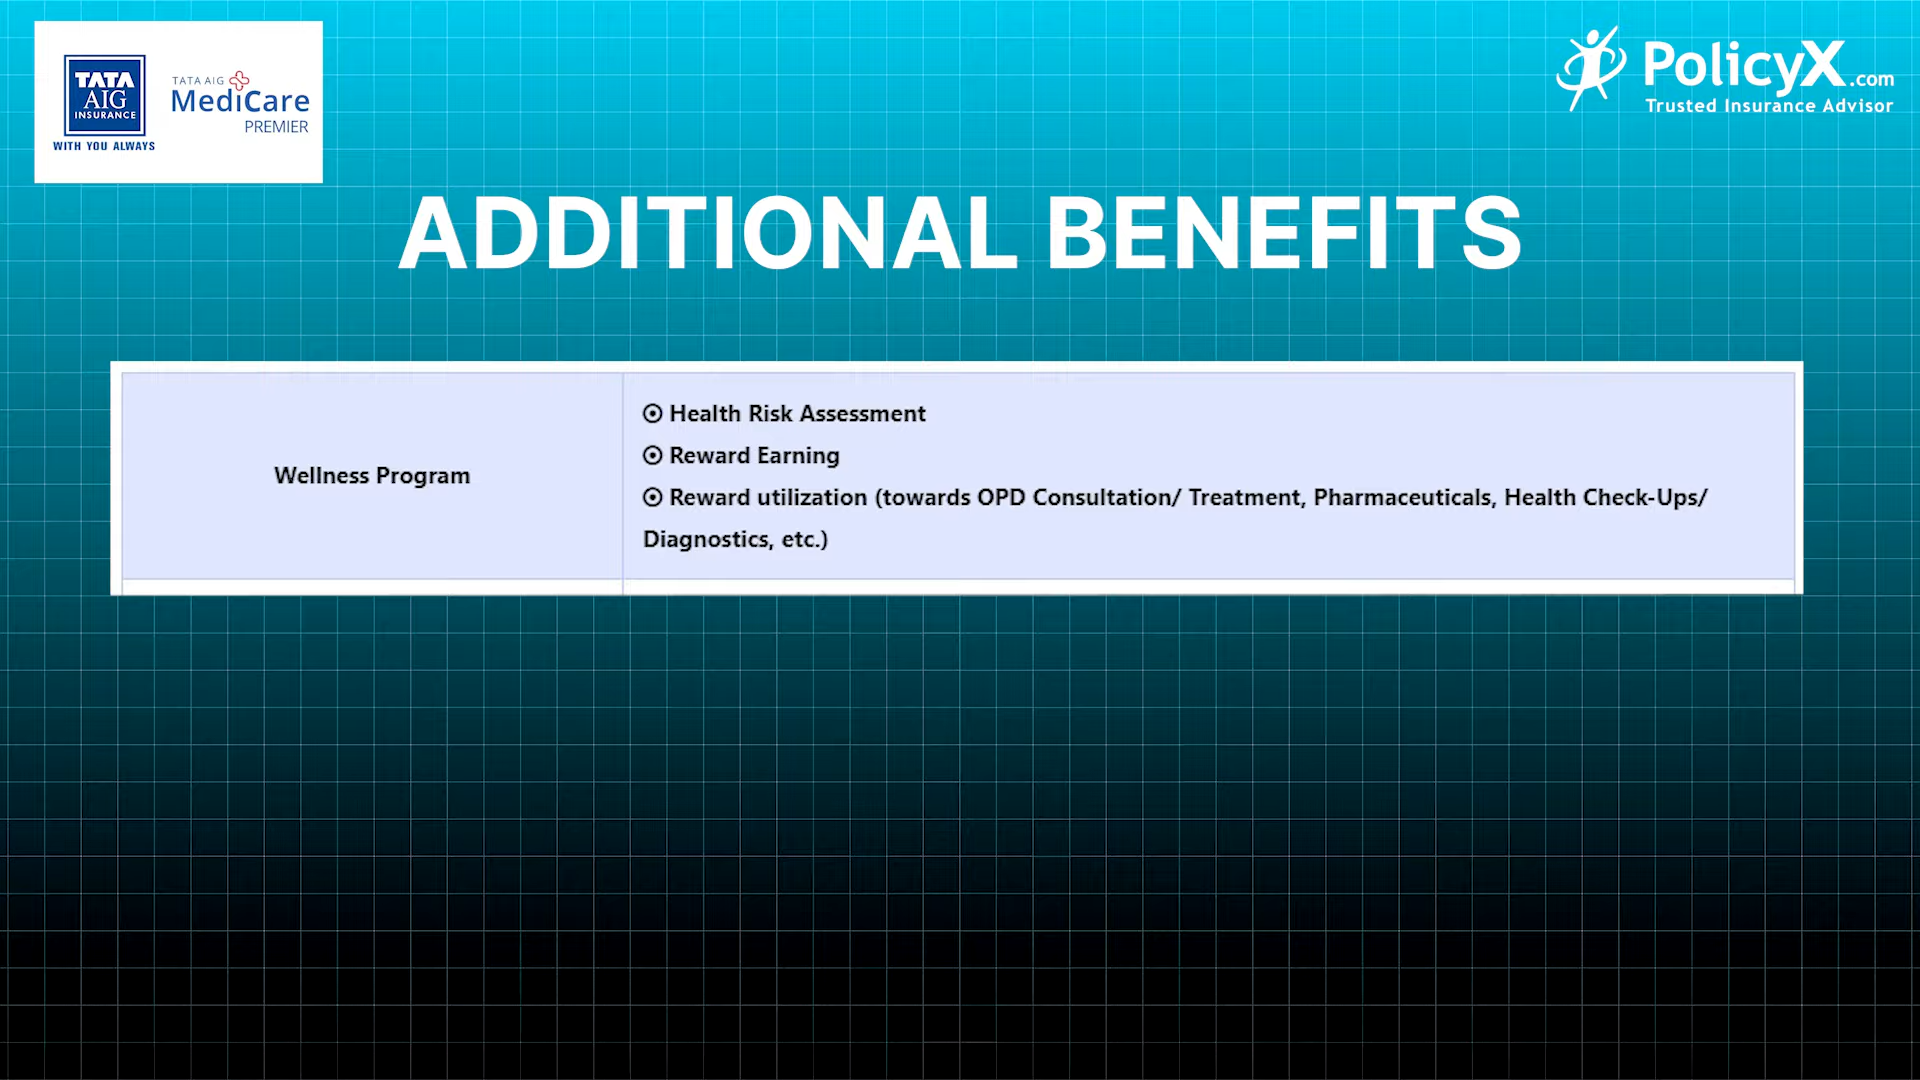 TATA
AIG
INSURANCE
WITH YOU ALWAYS
TATA AIG
MediCare
PREMIER
PolicyX.com
Trusted Insurance Advisor
ADDITIONAL BENEFITS
Wellness Program
Health Risk Assessment
Reward Earning
Reward utilization (towards OPD Consultation/ Treatment, Pharmaceuticals, Health Check-Ups/
Diagnostics, etc.)